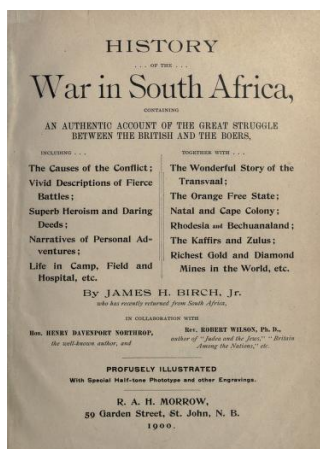 HISTORY
... OF THE ...
War in South Africa,
CONTAINING
AN AUTHENTIC ACCOUNT OF THE GREAT STRUGGLE
BETWEEN THE BRITISH AND THE BOERS,
INCLUDING ...
The Causes of the Conflict;
Vivid Descriptions of Fierce
Battles;
Superb Heroism and Daring
Deeds;
Narratives of Personal Ad-
ventures;
Life in Camp, Field and
Hospital, etc.
TOGETHER WITH ...
The Wonderful Story of the
Transvaal;
The Orange Free State;
Natal and Cape Colony;
Rhodesia and Bechuanaland;
The Kaffirs and Zulus;
Richest Gold and Diamond
Mines in the World, etc.
By JAMES H. BIRCH, Jr.
who has recently returned from South Africa,
IN COLLABORATION WITH
Hon. HENRY DAVENPORT NORTHROP,
the well-known author, and
Rev. ROBERT WILSON, Ph. D.,
author of "Judea and the Jews," "Britain
Among the Nations," etc.
PROFUSELY ILLUSTRATED
With Special Half-tone Phototype and other Engravings.
R. A. H. MORROW,
59 Garden Street, St. John, N. B.
1900.